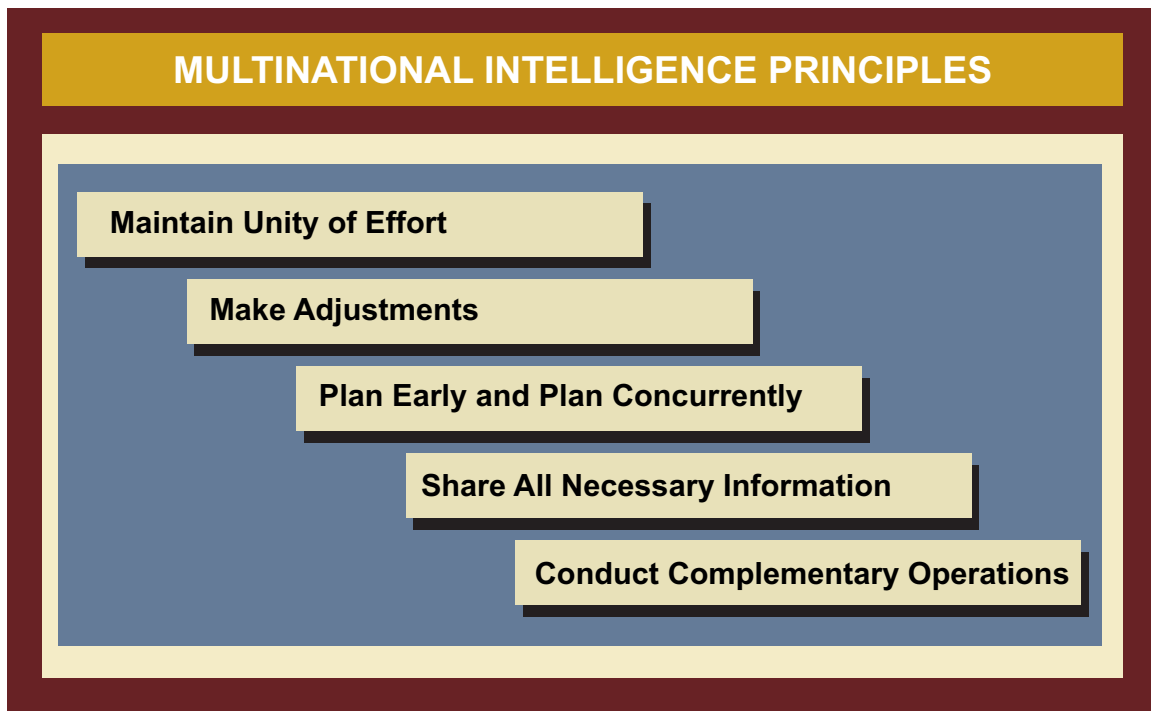 MULTINATIONAL INTELLIGENCE PRINCIPLES
Maintain Unity of Effort
Make Adjustments
Plan Early and Plan Concurrently
Share All Necessary Information
Conduct Complementary Operations